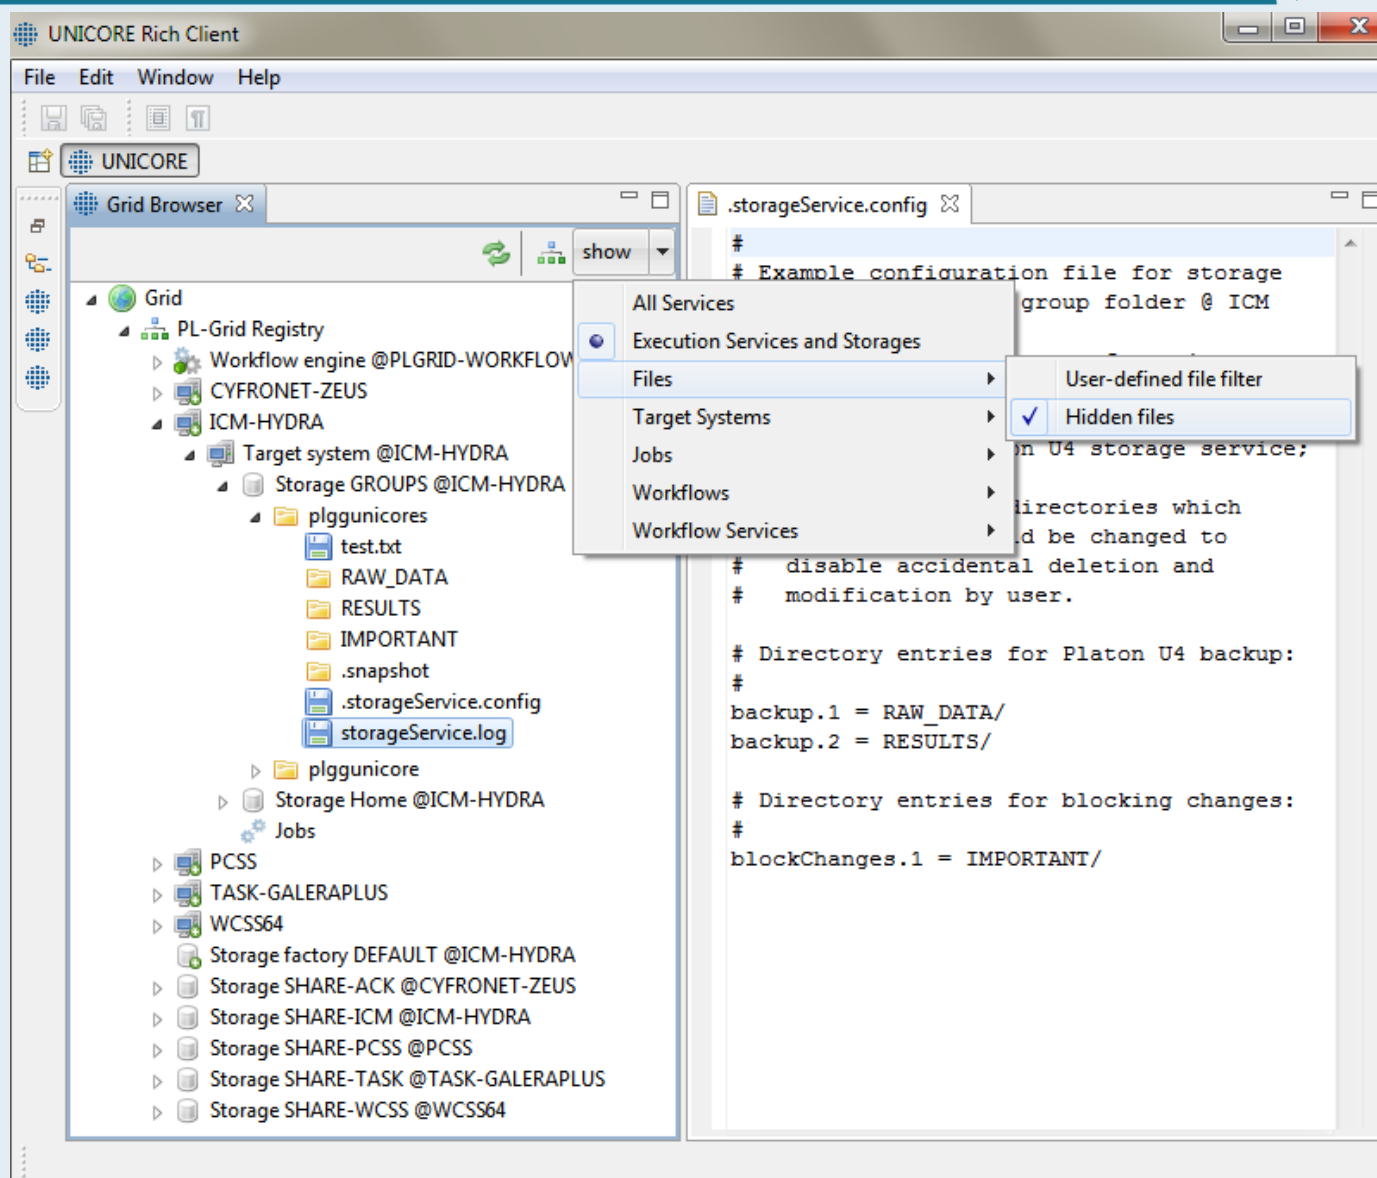 UNICORE Rich Client
File Edit Window Help
UNICORE
Grid Browser
show
Grid
PL-Grid Registry
Workflow engine @PLGRID-WORKFLOW
CYFRONET-ZEUS
ICM-HYDRA
Target system @ICM-HYDRA
Storage GROUPS @ICM-HYDRA
plggunicores
test.txt
RAW_DATA
RESULTS
IMPORTANT
.snapshot
.storageService.config
storageService.log
plggunicore
Storage Home @ICM-HYDRA
Jobs
PCSS
TASK-GALERAPLUS
WCSS64
Storage factory DEFAULT @ICM-HYDRA
Storage SHARE-ACK @CYFRONET-ZEUS
Storage SHARE-ICM @ICM-HYDRA
Storage SHARE-PCSS @PCSS
Storage SHARE-TASK @TASK-GALERAPLUS
Storage SHARE-WCSS @WCSS64
All Services
Execution Services and Storages
Files
Target Systems
Jobs
Workflows
Workflow Services
User-defined file filter
Hidden files
.storageService.config
#
# Example configuration file for storage
group folder @ ICM
U4 storage service;
directories which
be changed to
# disable accidental deletion and
# modification by user.
# Directory entries for Platon U4 backup:
#
backup.1 = RAW_DATA/
backup.2 = RESULTS/
# Directory entries for blocking changes:
#
blockChanges.1 = IMPORTANT/